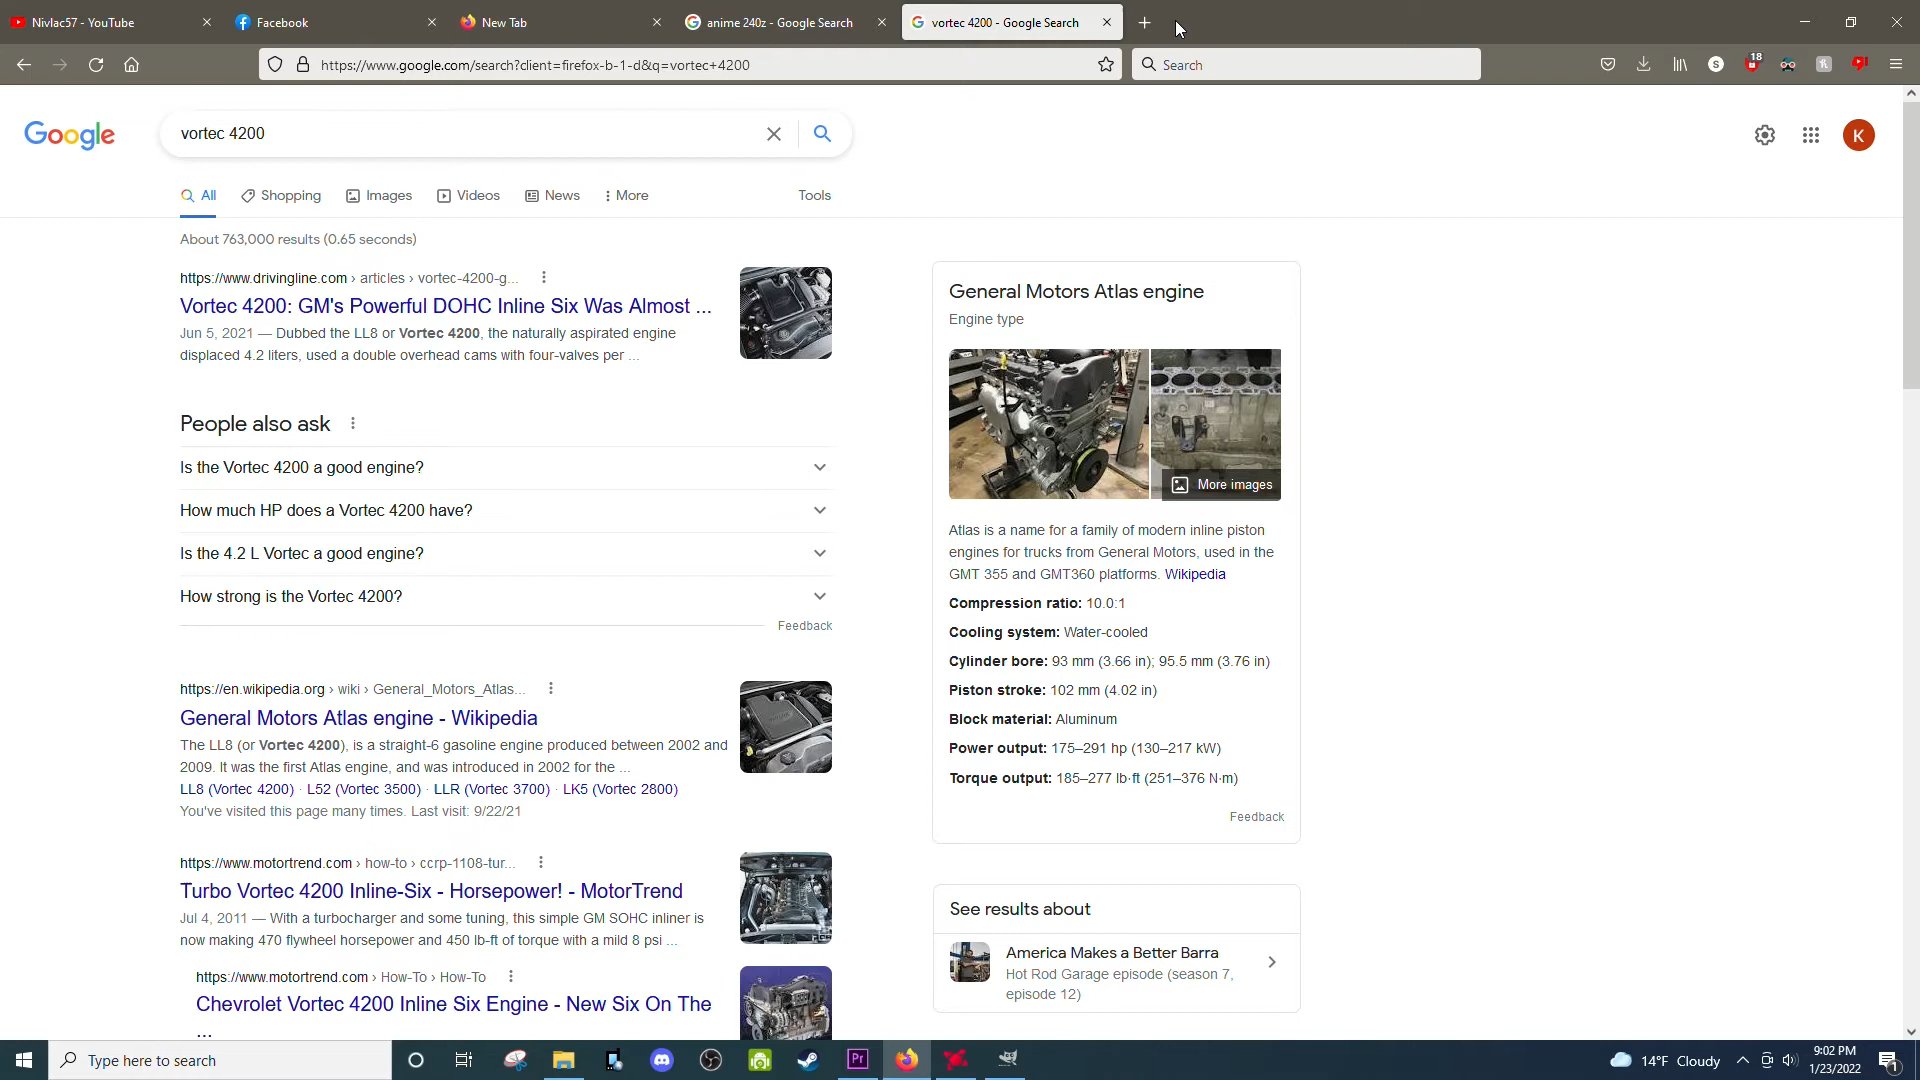 Nivlac57 - YouTube
Facebook
New Tab
anime 240z - Google Search
vortec 4200 - Google Search
https://www.google.com/search?client=firefox-b-1-d&q=vortec+4200
Search
18
S
Google
vortec 4200
K
All
Shopping
Images
Videos
News
More
Tools
About 763,000 results (0.65 seconds)
https://www.drivingline.com › articles › vortec-4200-g...
Vortec 4200: GM's Powerful DOHC Inline Six Was Almost ...
Jun 5, 2021 — Dubbed the LL8 or Vortec 4200, the naturally aspirated engine
displaced 4.2 liters, used a double overhead cams with four-valves per ...
People also ask
Is the Vortec 4200 a good engine?
How much HP does a Vortec 4200 have?
Is the 4.2 L Vortec a good engine?
How strong is the Vortec 4200?
Feedback
https://en.wikipedia.org › wiki › General_Motors_Atlas...
General Motors Atlas engine - Wikipedia
The LL8 (or Vortec 4200), is a straight-6 gasoline engine produced between 2002 and
2009. It was the first Atlas engine, and was introduced in 2002 for the ...
LL8 (Vortec 4200) · L52 (Vortec 3500) · LLR (Vortec 3700) · LK5 (Vortec 2800)
You've visited this page many times. Last visit: 9/22/21
https://www.motortrend.com › how-to › ccrp-1108-tur...
Turbo Vortec 4200 Inline-Six - Horsepower! - MotorTrend
Jul 4, 2011 — With a turbocharger and some tuning, this simple GM SOHC inliner is
now making 470 flywheel horsepower and 450 lb-ft of torque with a mild 8 psi ...
https://www.motortrend.com › How-To › How-To
Chevrolet Vortec 4200 Inline Six Engine - New Six On The
...
General Motors Atlas engine
Engine type
More images
Atlas is a name for a family of modern inline piston
engines for trucks from General Motors, used in the
GMT 355 and GMT360 platforms. Wikipedia
Compression ratio: 10.0:1
Cooling system: Water-cooled
Cylinder bore: 93 mm (3.66 in); 95.5 mm (3.76 in)
Piston stroke: 102 mm (4.02 in)
Block material: Aluminum
Power output: 175–291 hp (130–217 kW)
Torque output: 185–277 lb·ft (251–376 N·m)
Feedback
See results about
America Makes a Better Barra
Hot Rod Garage episode (season 7,
episode 12)
Type here to search
Pr
14°F Cloudy
9:02 PM
1/23/2022
1